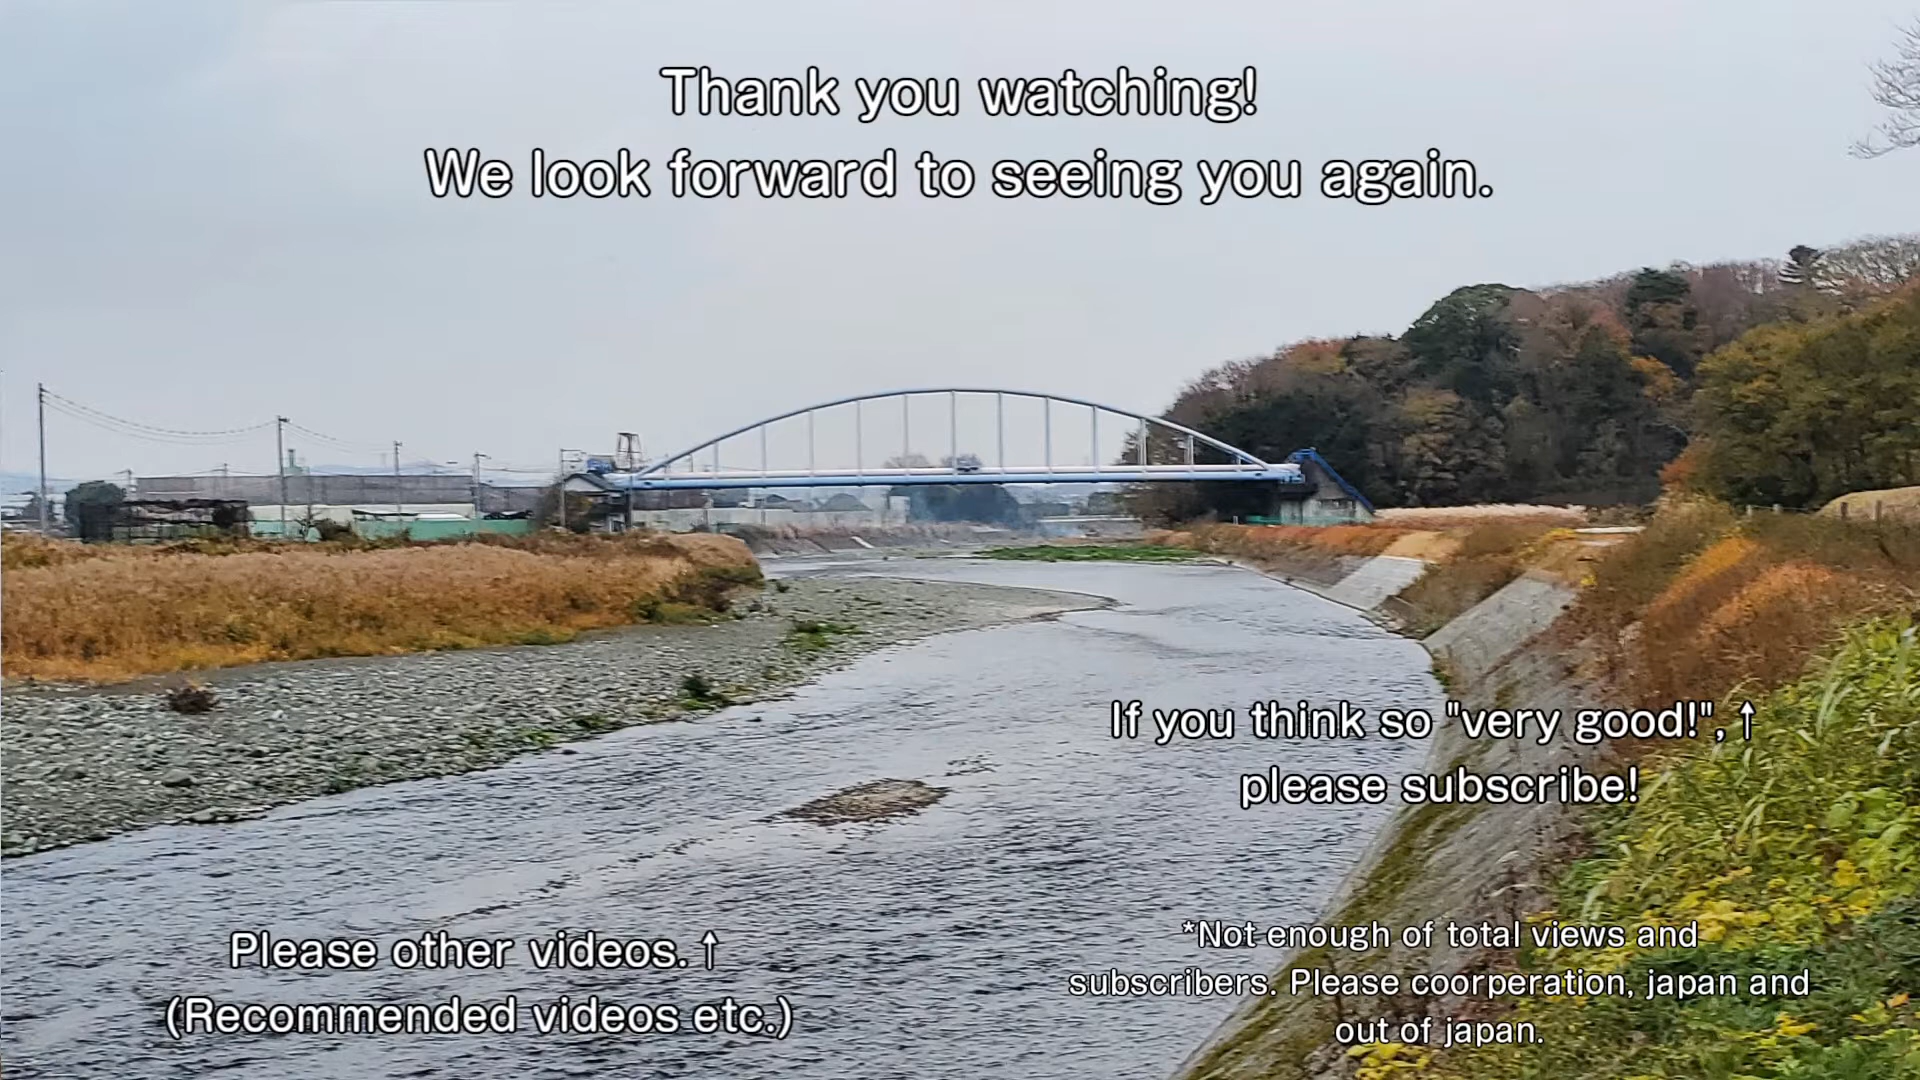 Thank you watching!
We look forward to seeing you again.
If you think so "very good!",↑
please subscribe!
Please other videos.↑
(Recommended videos etc.)
*Not enough of total views and
subscribers. Please coorperation, japan and
out of japan.